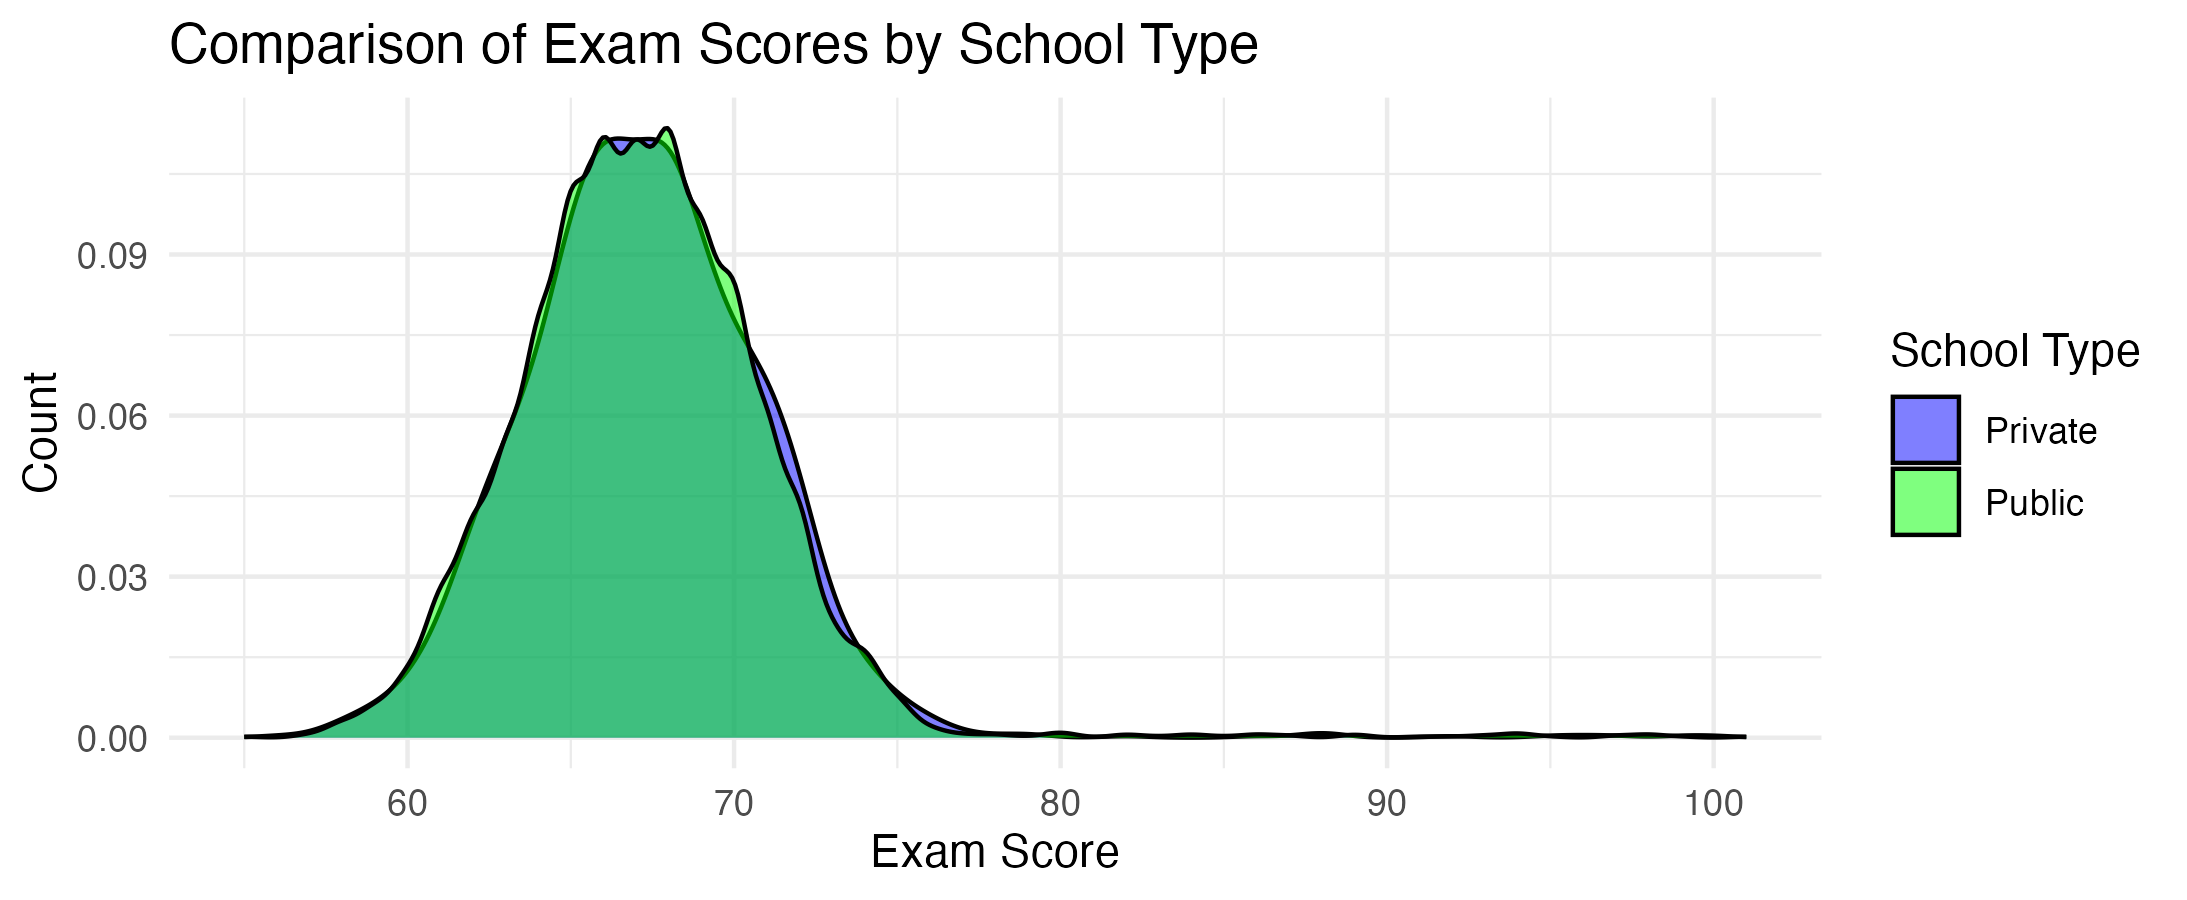 Comparison of Exam Scores by School Type
Count
0.09
0.06
0.03
0.00
60 70 80 90 100
Exam Score
School Type
Private
Public